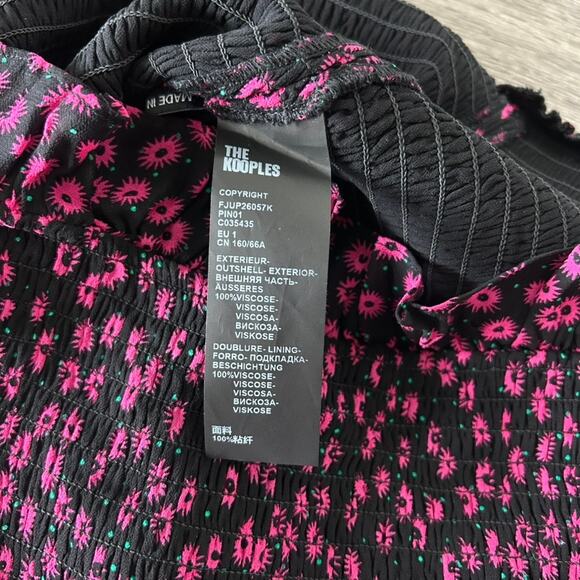 MADE IN
THE
KOOPLES
COPYRIGHT
FJUP26057K
PIN01
C035435
EU 1
CN 160/66A
EXTERIEUR-
OUTSHELL- EXTERIOR-
ВНЕШНЯЯ ЧАСТЬ-
ÄUSSERES
100%VISCOSE-
VISCOSE-
VISCOSA-
ВИСКОЗА-
VISKOSE
DOUBLURE- LINING-
FORRO- ПОДКЛАДКА-
BESCHICHTUNG
100%VISCOSE-
VISCOSE-
VISCOSA-
ВИСКОЗА-
VISKOSE
面料
100%粘纤